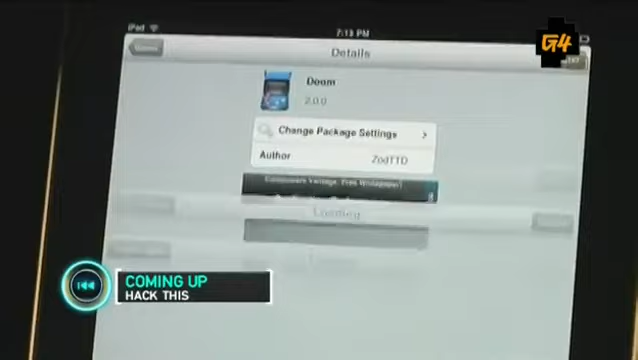 iPad
7:13 PM
G4
Details
Doom
2.0.0
Change Package Settings
Author
ZodTTD
Loading
COMING UP
HACK THIS